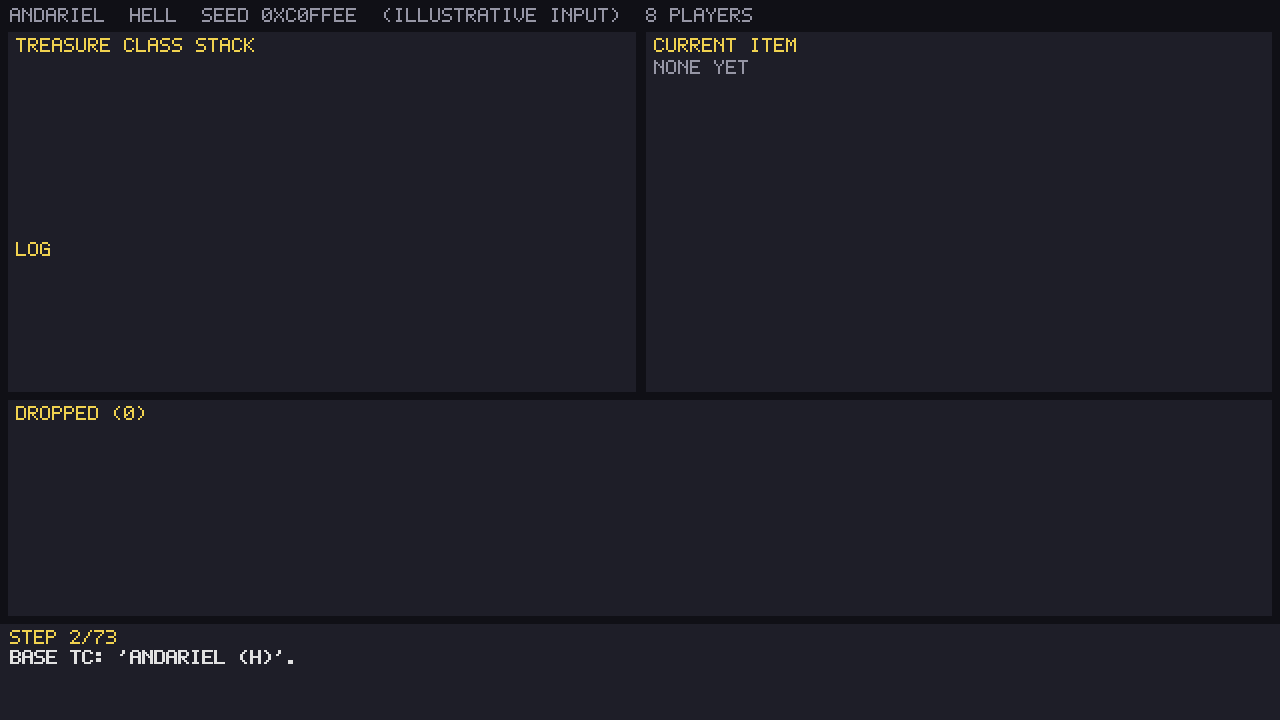 ANDARIEL  HELL  SEED 0XC0FFEE  (ILLUSTRATIVE INPUT)  8 PLAYERS
TREASURE CLASS STACK
LOG
CURRENT ITEM
NONE YET
DROPPED (0)
STEP 2/73
BASE TC: 'ANDARIEL (H)'.